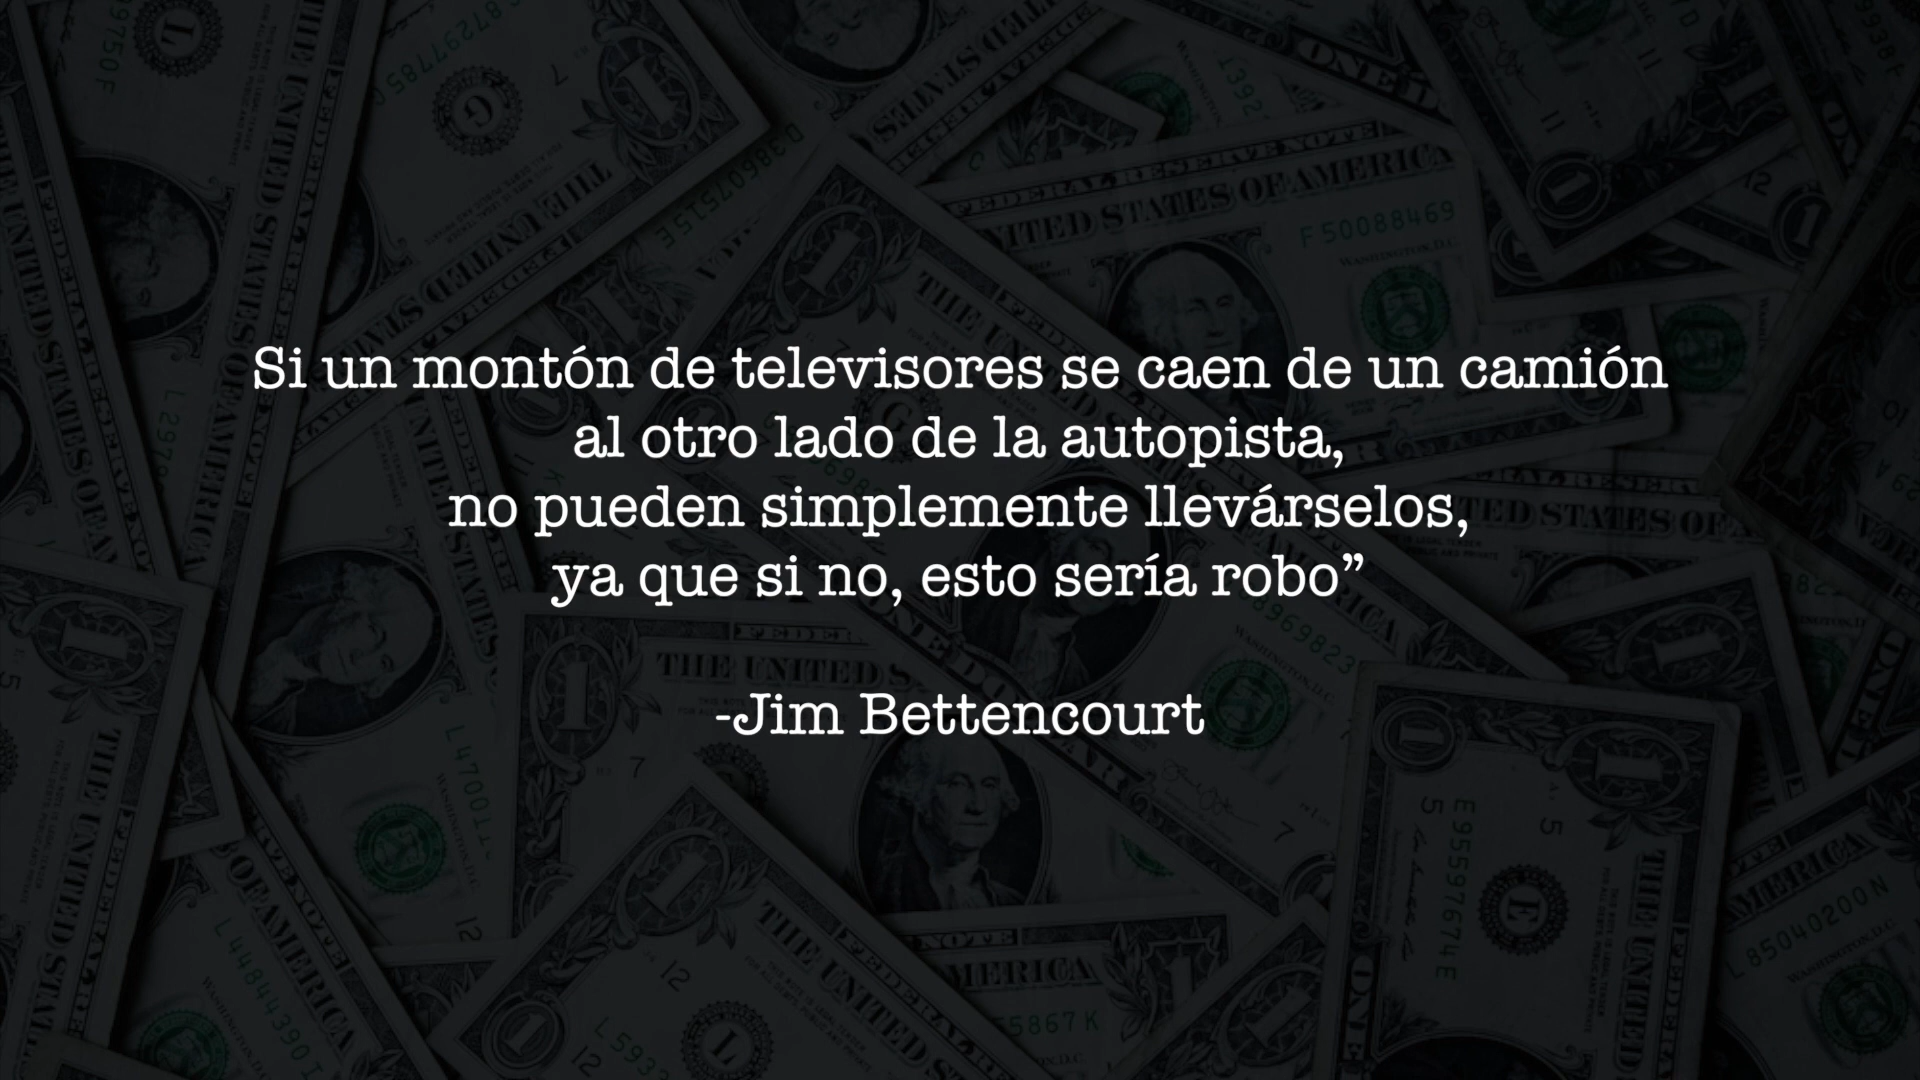 Si un montón de televisores se caen de un camión
al otro lado de la autopista,
no pueden simplemente llevárselos,
ya que si no, esto sería robo”
-Jim Bettencourt